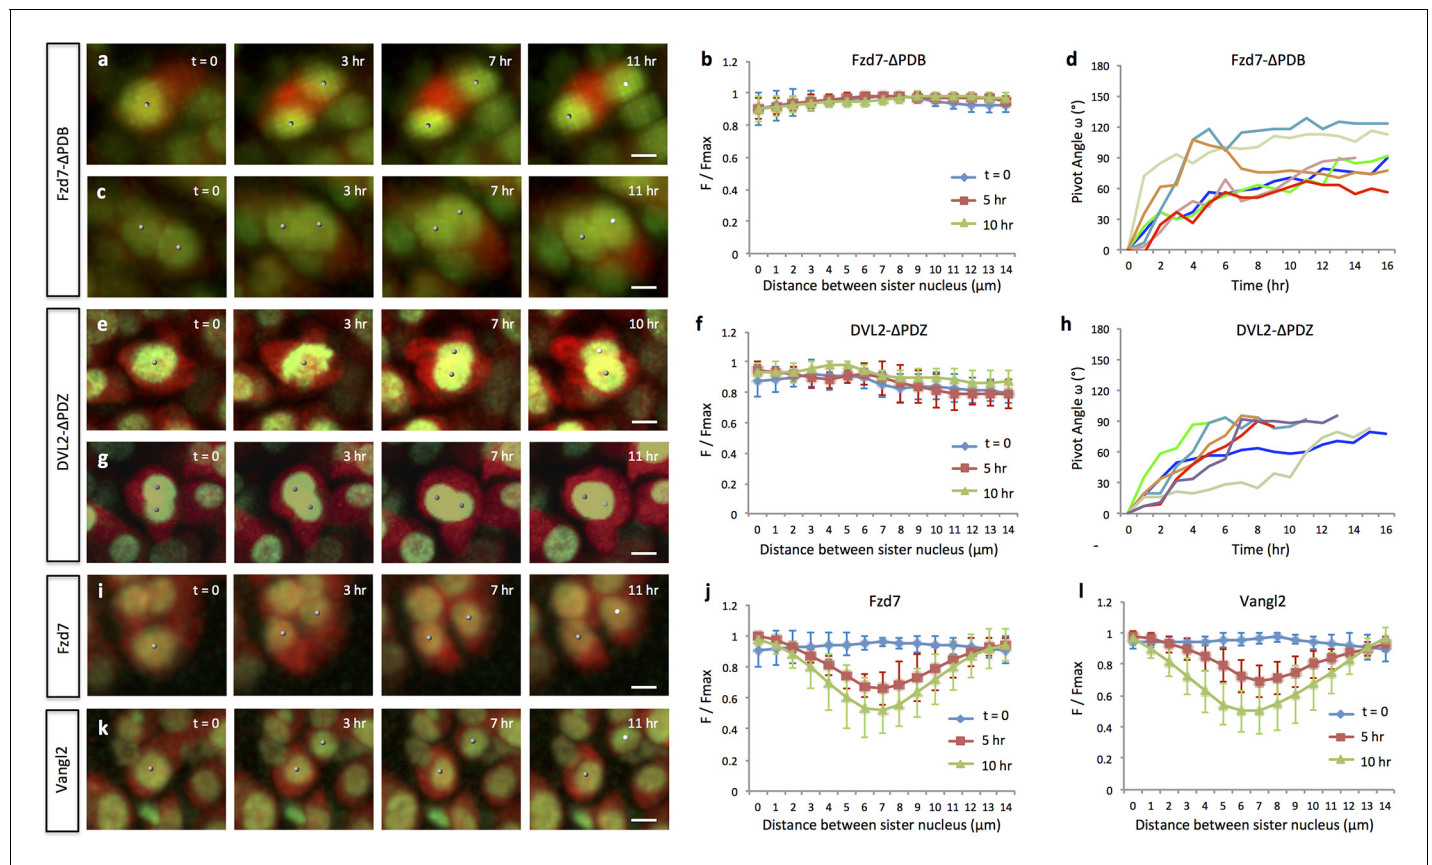 Fzd7-ΔPDB
a
t = 0
3 hr
7 hr
11 hr
c
t = 0
3 hr
7 hr
11 hr
b
Fzd7-ΔPDB
F / Fmax
1.2
1
0.8
0.6
0.4
0.2
0
t = 0
5 hr
10 hr
0 1 2 3 4 5 6 7 8 9 10 11 12 13 14
Distance between sister nucleus (μm)
d
Fzd7-ΔPDB
Pivot Angle ω (°)
180
150
120
90
60
30
0
0 2 4 6 8 10 12 14 16
Time (hr)
DVL2-ΔPDZ
e
t = 0
3 hr
7 hr
10 hr
g
t = 0
3 hr
7 hr
11 hr
f
DVL2-ΔPDZ
F / Fmax
1.2
1
0.8
0.6
0.4
0.2
0
t = 0
5 hr
10 hr
0 1 2 3 4 5 6 7 8 9 10 11 12 13 14
Distance between sister nucleus (μm)
h
DVL2-ΔPDZ
Pivot Angle ω (°)
180
150
120
90
60
30
0
0 2 4 6 8 10 12 14 16
-
Time (hr)
Fzd7
i
t = 0
3 hr
7 hr
11 hr
Vangl2
k
t = 0
3 hr
7 hr
11 hr
j
Fzd7
F / Fmax
1.2
1
0.8
0.6
0.4
0.2
0
t = 0
5 hr
10 hr
0 1 2 3 4 5 6 7 8 9 10 11 12 13 14
Distance between sister nucleus (μm)
l
Vangl2
F / Fmax
1.2
1
0.8
0.6
0.4
0.2
0
t = 0
5 hr
10 hr
0 1 2 3 4 5 6 7 8 9 10 11 12 13 14
Distance between sister nucleus (μm)